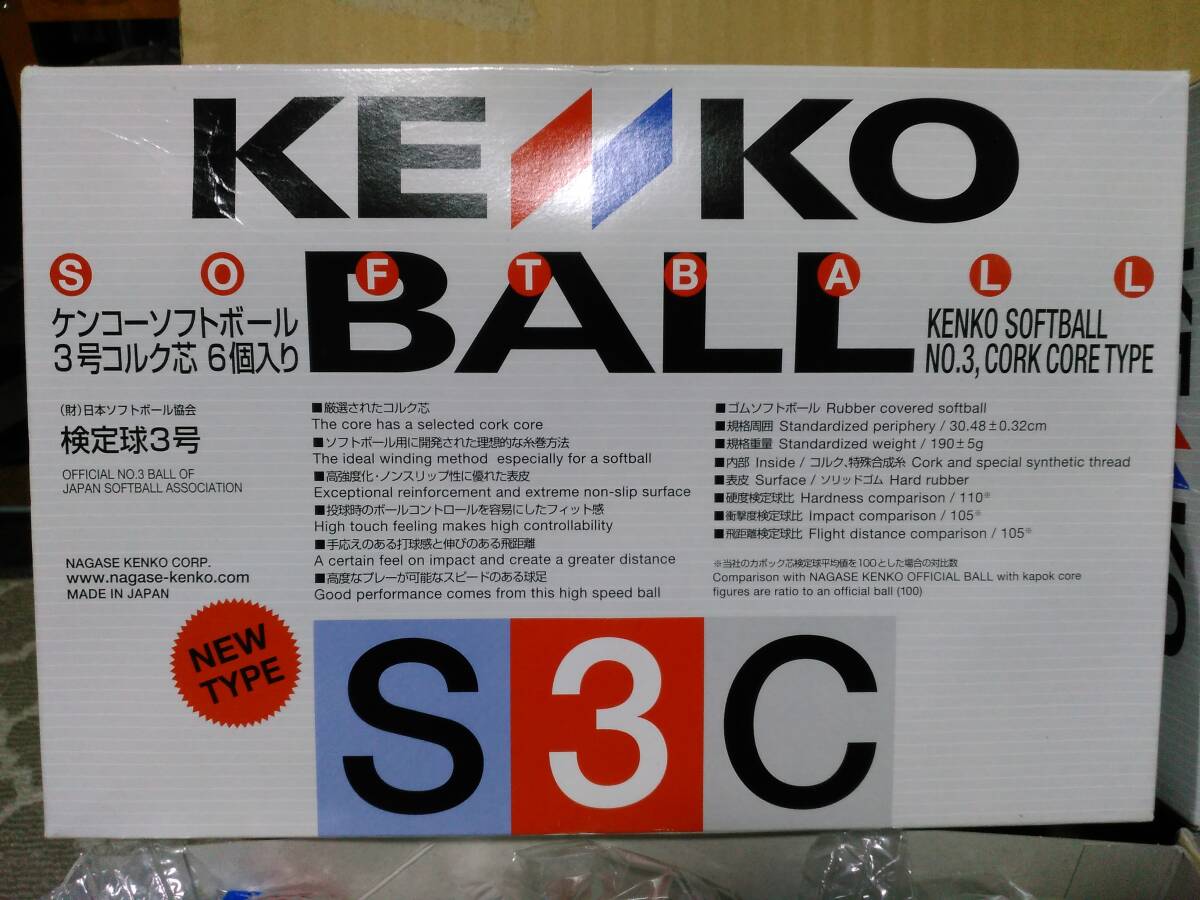 KENKO
SOFTBALL
BALL
ケンコーソフトボール
3号コルク芯 6個入り
KENKO SOFTBALL
NO.3, CORK CORE TYPE
(財)日本ソフトボール協会
検定球3号
OFFICIAL NO.3 BALL OF
JAPAN SOFTBALL ASSOCIATION
NAGASE KENKO CORP.
www.nagase-kenko.com
MADE IN JAPAN
■厳選されたコルク芯
The core has a selected cork core
■ソフトボール用に開発された理想的な糸巻方法
The ideal winding method especially for a softball
■高強度化・ノンスリップ性に優れた表皮
Exceptional reinforcement and extreme non-slip surface
■投球時のボールコントロールを容易にしたフィット感
High touch feeling makes high controllability
■手応えのある打球感と伸びのある飛距離
A certain feel on impact and create a greater distance
■高度なプレーが可能なスピードのある球足
Good performance comes from this high speed ball
■ゴムソフトボール Rubber covered softball
■規格周囲 Standardized periphery / 30.48±0.32cm
■規格重量 Standardized weight / 190±5g
■内部 Inside / コルク、特殊合成糸 Cork and special synthetic thread
■表皮 Surface / ソリッドゴム Hard rubber
■硬度検定球比 Hardness comparison / 110※
■衝撃度検定球比 Impact comparison / 105※
■飛距離検定球比 Flight distance comparison / 105※
※当社のカポック芯検定球平均値を100とした場合の対比数
Comparison with NAGASE KENKO OFFICIAL BALL with kapok core
figures are ratio to an official ball (100)
NEW
TYPE
S3C